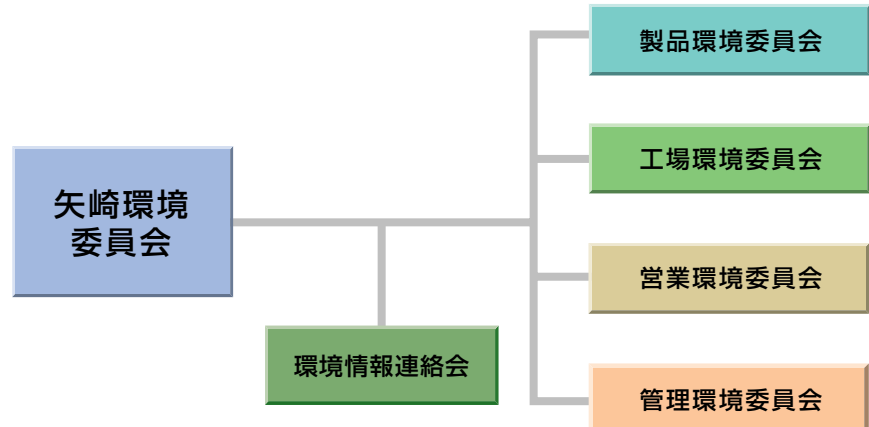 矢崎環境
委員会
環境情報連絡会
製品環境委員会
工場環境委員会
営業環境委員会
管理環境委員会